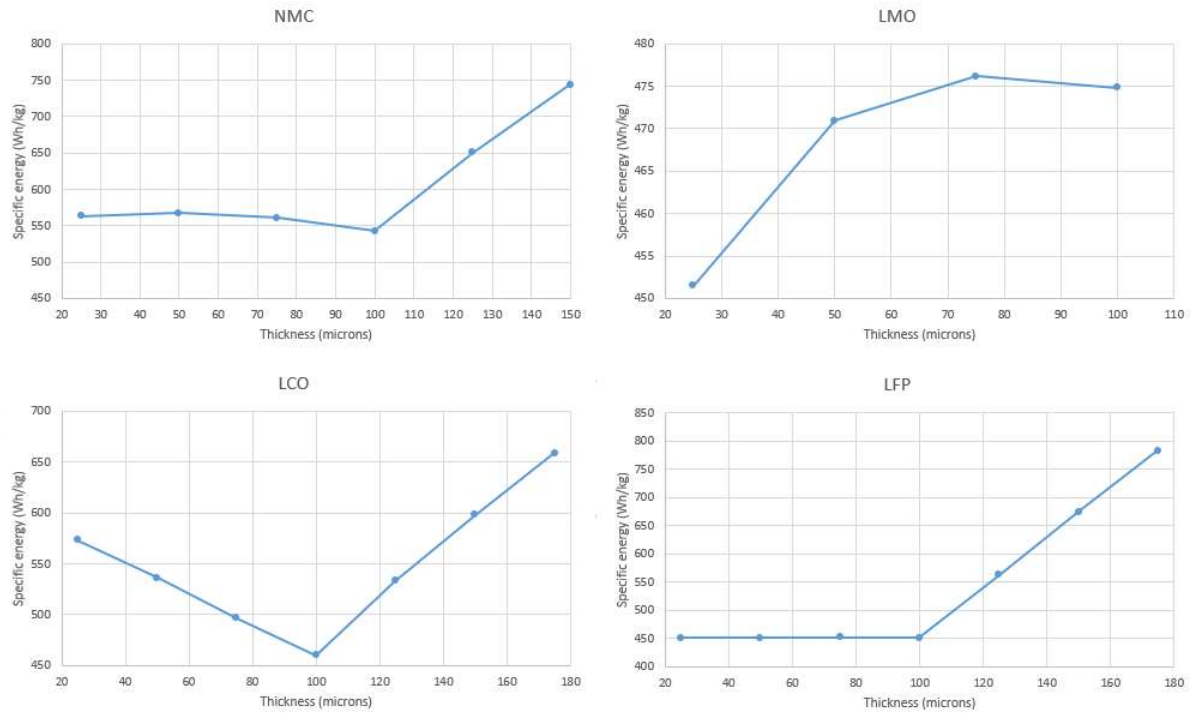 NMC
800
750
700
650
600
550
500
450
Specific energy (Wh/kg)
20 30 40 50 60 70 80 90 100 110 120 130 140 150
Thickness (microns)
LMO
480
475
470
465
460
455
450
Specific energy (Wh/kg)
20 30 40 50 60 70 80 90 100 110
Thickness (microns)
LCO
700
650
600
550
500
450
Specific energy (Wh/kg)
20 40 60 80 100 120 140 160 180
Thickness (microns)
LFP
850
800
750
700
650
600
550
500
450
400
Specific energy (Wh/kg)
20 40 60 80 100 120 140 160 180
Thickness (microns)